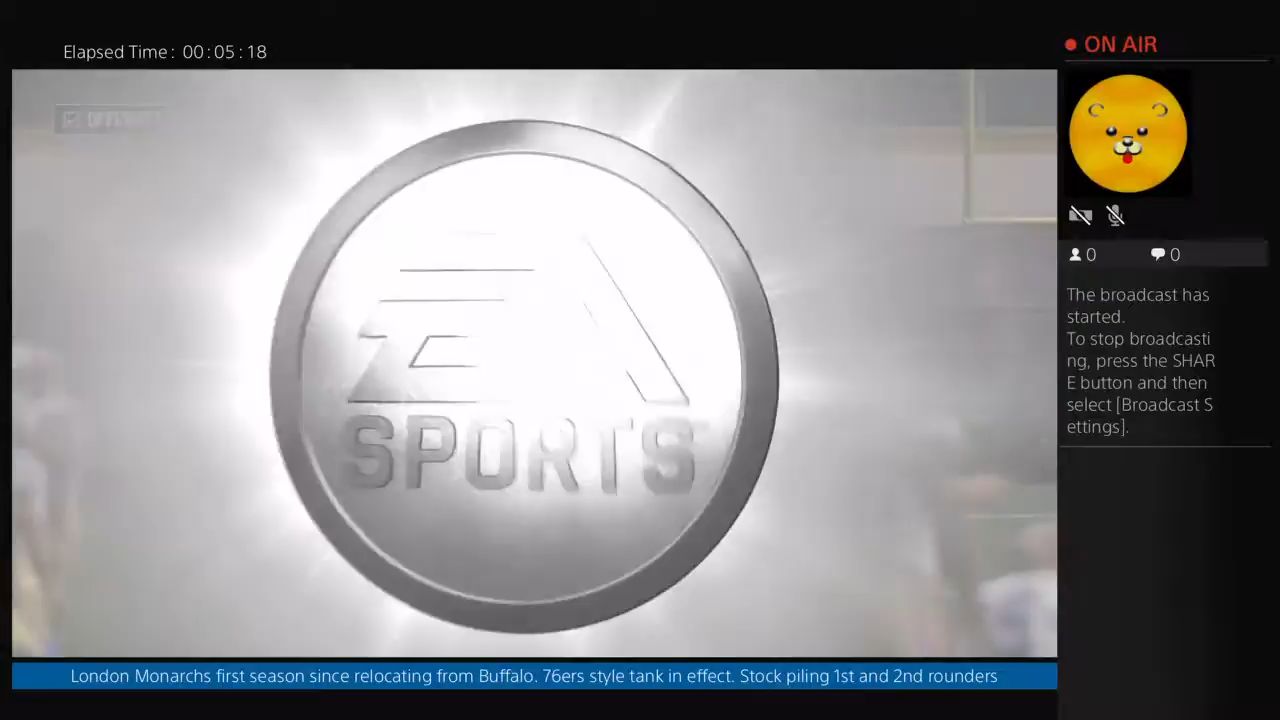 Elapsed Time: 00:05:18
ON AIR
EA
SPORTS
0 0
The broadcast has
started.
To stop broadcasti
ng, press the SHAR
E button and then
select [Broadcast S
ettings].
London Monarchs first season since relocating from Buffalo. 76ers style tank in effect. Stock piling 1st and 2nd rounders